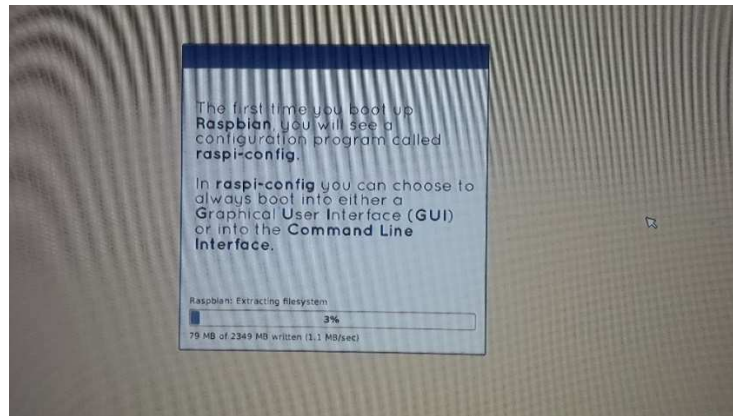 The first time you boot up
Raspbian, you will see a
configuration program called
raspi-config.
In raspi-config you can choose to
always boot into either a
Graphical User Interface (GUI)
or into the Command Line
Interface.
Raspbian: Extracting filesystem
3%
79 MB of 2349 MB written (1.1 MB/sec)